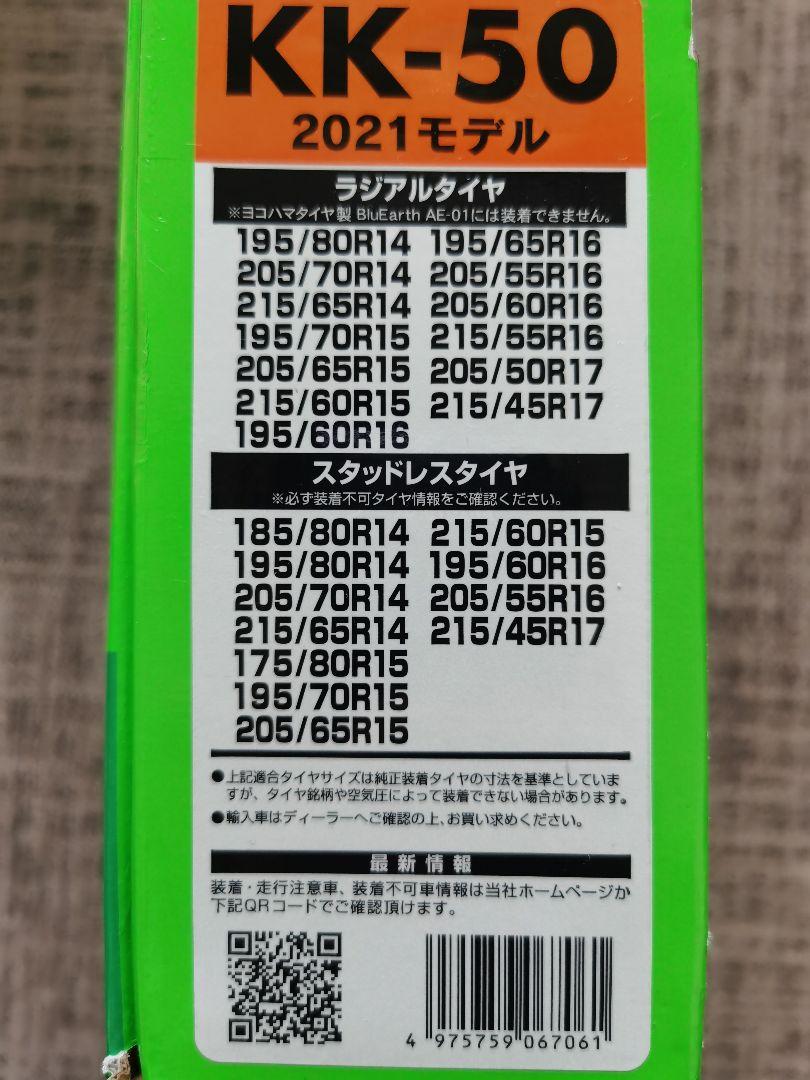 KK-50
2021モデル
ラジアルタイヤ
※ヨコハマタイヤ製 BluEarth AE-01には装着できません。
195/80R14 195/65R16
205/70R14 205/55R16
215/65R14 205/60R16
195/70R15 215/55R16
205/65R15 205/50R17
215/60R15 215/45R17
195/60R16
スタッドレスタイヤ
※必ず装着不可タイヤ情報をご確認ください。
185/80R14 215/60R15
195/80R14 195/60R16
205/70R14 205/55R16
215/65R14 215/45R17
175/80R15
195/70R15
205/65R15
●上記適合タイヤサイズは純正装着タイヤの寸法を基準としていま
すが、タイヤ銘柄や空気圧によって装着できない場合があります。
●輸入車はディーラーへご確認の上、お買い求めください。
最新情報
装着・走行注意車、装着不可車情報は当社ホームページか
下記QRコードでご確認頂けます。
4 975759 067061